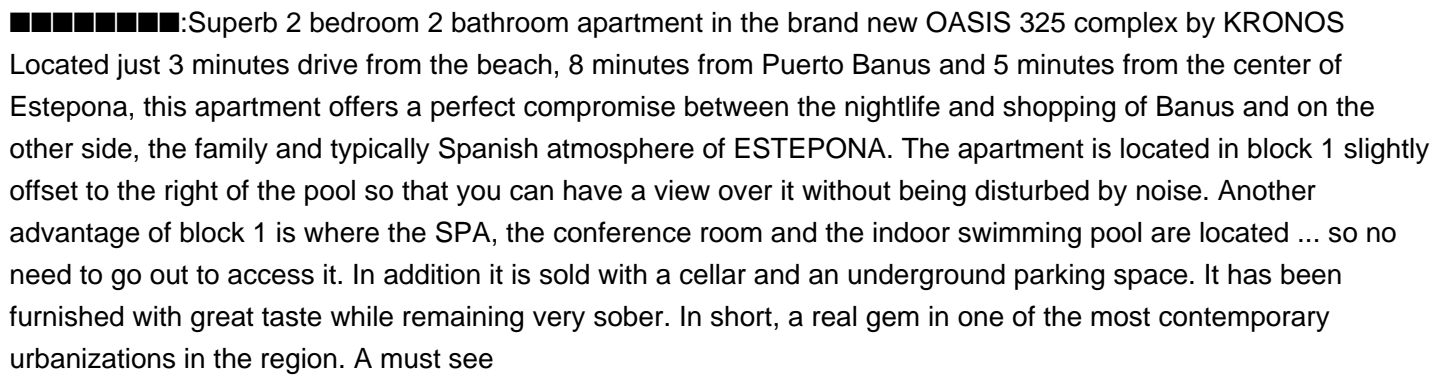 ■■■■■■■■:Superb 2 bedroom 2 bathroom apartment in the brand new OASIS 325 complex by KRONOS
Located just 3 minutes drive from the beach, 8 minutes from Puerto Banus and 5 minutes from the center of
Estepona, this apartment offers a perfect compromise between the nightlife and shopping of Banus and on the
other side, the family and typically Spanish atmosphere of ESTEPONA. The apartment is located in block 1 slightly
offset to the right of the pool so that you can have a view over it without being disturbed by noise. Another
advantage of block 1 is where the SPA, the conference room and the indoor swimming pool are located ... so no
need to go out to access it. In addition it is sold with a cellar and an underground parking space. It has been
furnished with great taste while remaining very sober. In short, a real gem in one of the most contemporary
urbanizations in the region. A must see